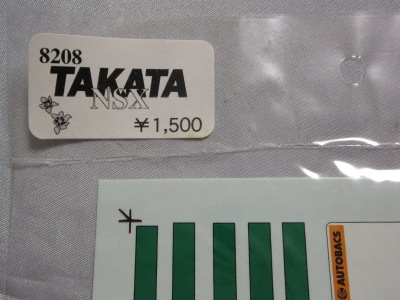 8208
TAKATA
NSX
¥1,500
AUTOBACS